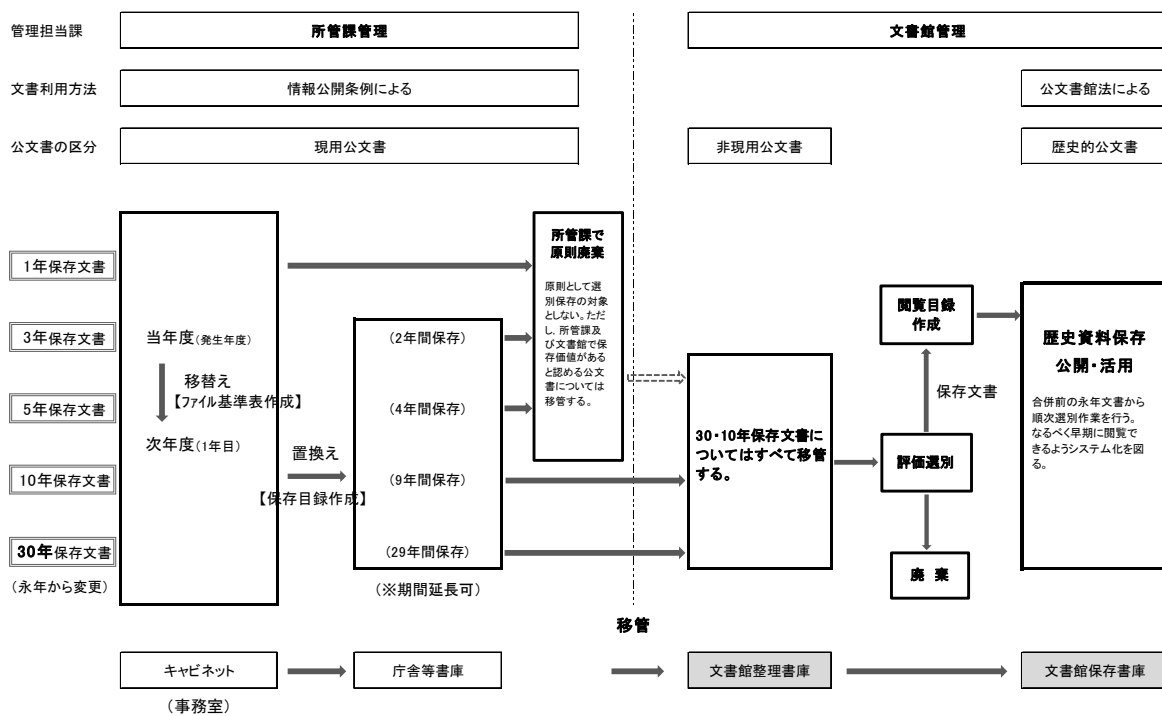 管理担当課
所管課管理
文書館管理
文書利用方法
情報公開条例による
公文書館法による
公文書の区分
現用公文書
非現用公文書
歴史的公文書
1年保存文書
3年保存文書
5年保存文書
10年保存文書
30年保存文書
(永年から変更)
当年度(発生年度)
移替え
【ファイル基準表作成】
次年度(1年目)
置換え
【保存目録作成】
(2年間保存)
(4年間保存)
(9年間保存)
(29年間保存)
(※期間延長可)
所管課で
原則廃棄
原則として選
別保存の対象
としない。ただ
し、所管課及
び文書館で保
存価値がある
と認める公文
書については
移管する。
30・10年保存文書に
ついてはすべて移管
する。
閲覧目録
作成
保存文書
評価選別
廃 棄
歴史資料保存
公開・活用
合併前の永年文書から
順次選別作業を行う。
なるべく早期に閲覧で
きるようシステム化を図
る。
移管
キャビネット
(事務室)
庁舎等書庫
文書館整理書庫
文書館保存書庫